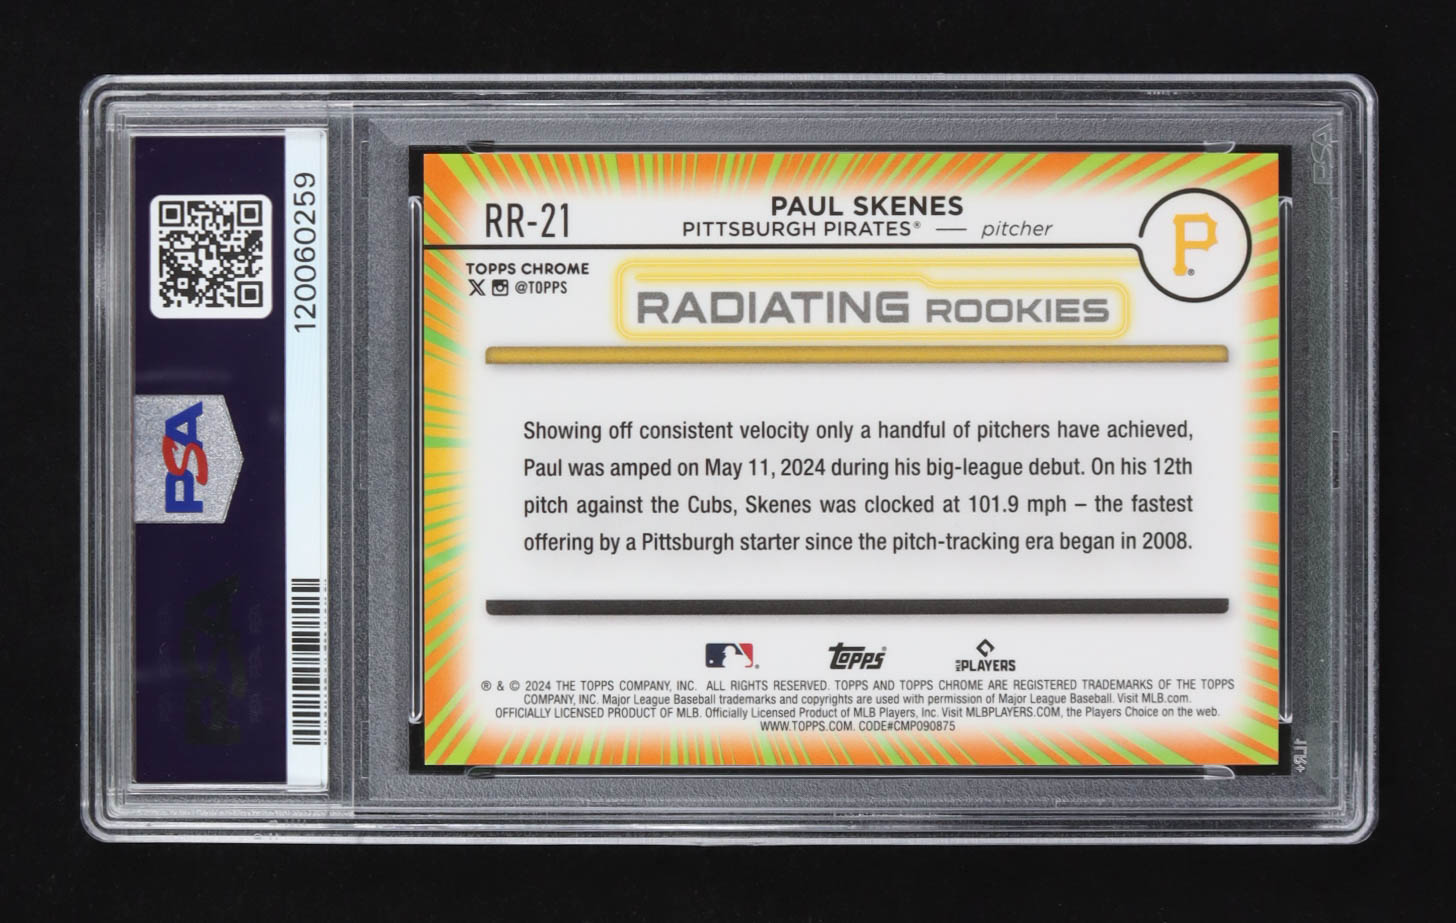 120060259
PSA
RR-21
PAUL SKENES
PITTSBURGH PIRATES® — pitcher
P®
TOPPS CHROME
@TOPPS
RADIATING ROOKIES
Showing off consistent velocity only a handful of pitchers have achieved,
Paul was amped on May 11, 2024 during his big-league debut. On his 12th
pitch against the Cubs, Skenes was clocked at 101.9 mph – the fastest
offering by a Pittsburgh starter since the pitch-tracking era began in 2008.
Topps®
MLB PLAYERS
® & © 2024 THE TOPPS COMPANY, INC. ALL RIGHTS RESERVED. TOPPS AND TOPPS CHROME ARE REGISTERED TRADEMARKS OF THE TOPPS
COMPANY, INC. Major League Baseball trademarks and copyrights are used with permission of Major League Baseball. Visit MLB.com.
OFFICIALLY LICENSED PRODUCT OF MLB. Officially Licensed Product of MLB Players, Inc. Visit MLBPLAYERS.COM, the Players Choice on the web.
WWW.TOPPS.COM. CODE#CMP090875
PSA